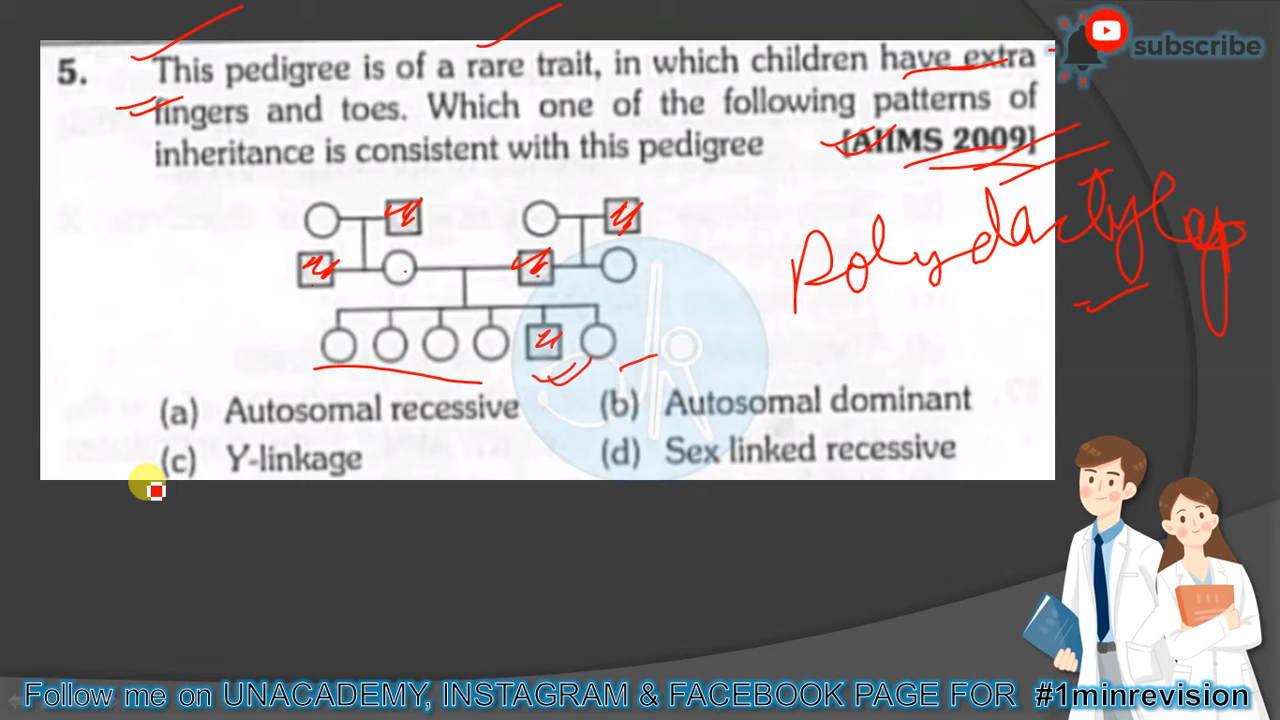 subscribe
5. This pedigree is of a rare trait, in which children have extra
fingers and toes. Which one of the following patterns of
inheritance is consistent with this pedigree [AIIMS 2009]
(a) Autosomal recessive (b) Autosomal dominant
(c) Y-linkage (d) Sex linked recessive
Follow me on UNACADEMY, INSTAGRAM & FACEBOOK PAGE FOR #1minrevision